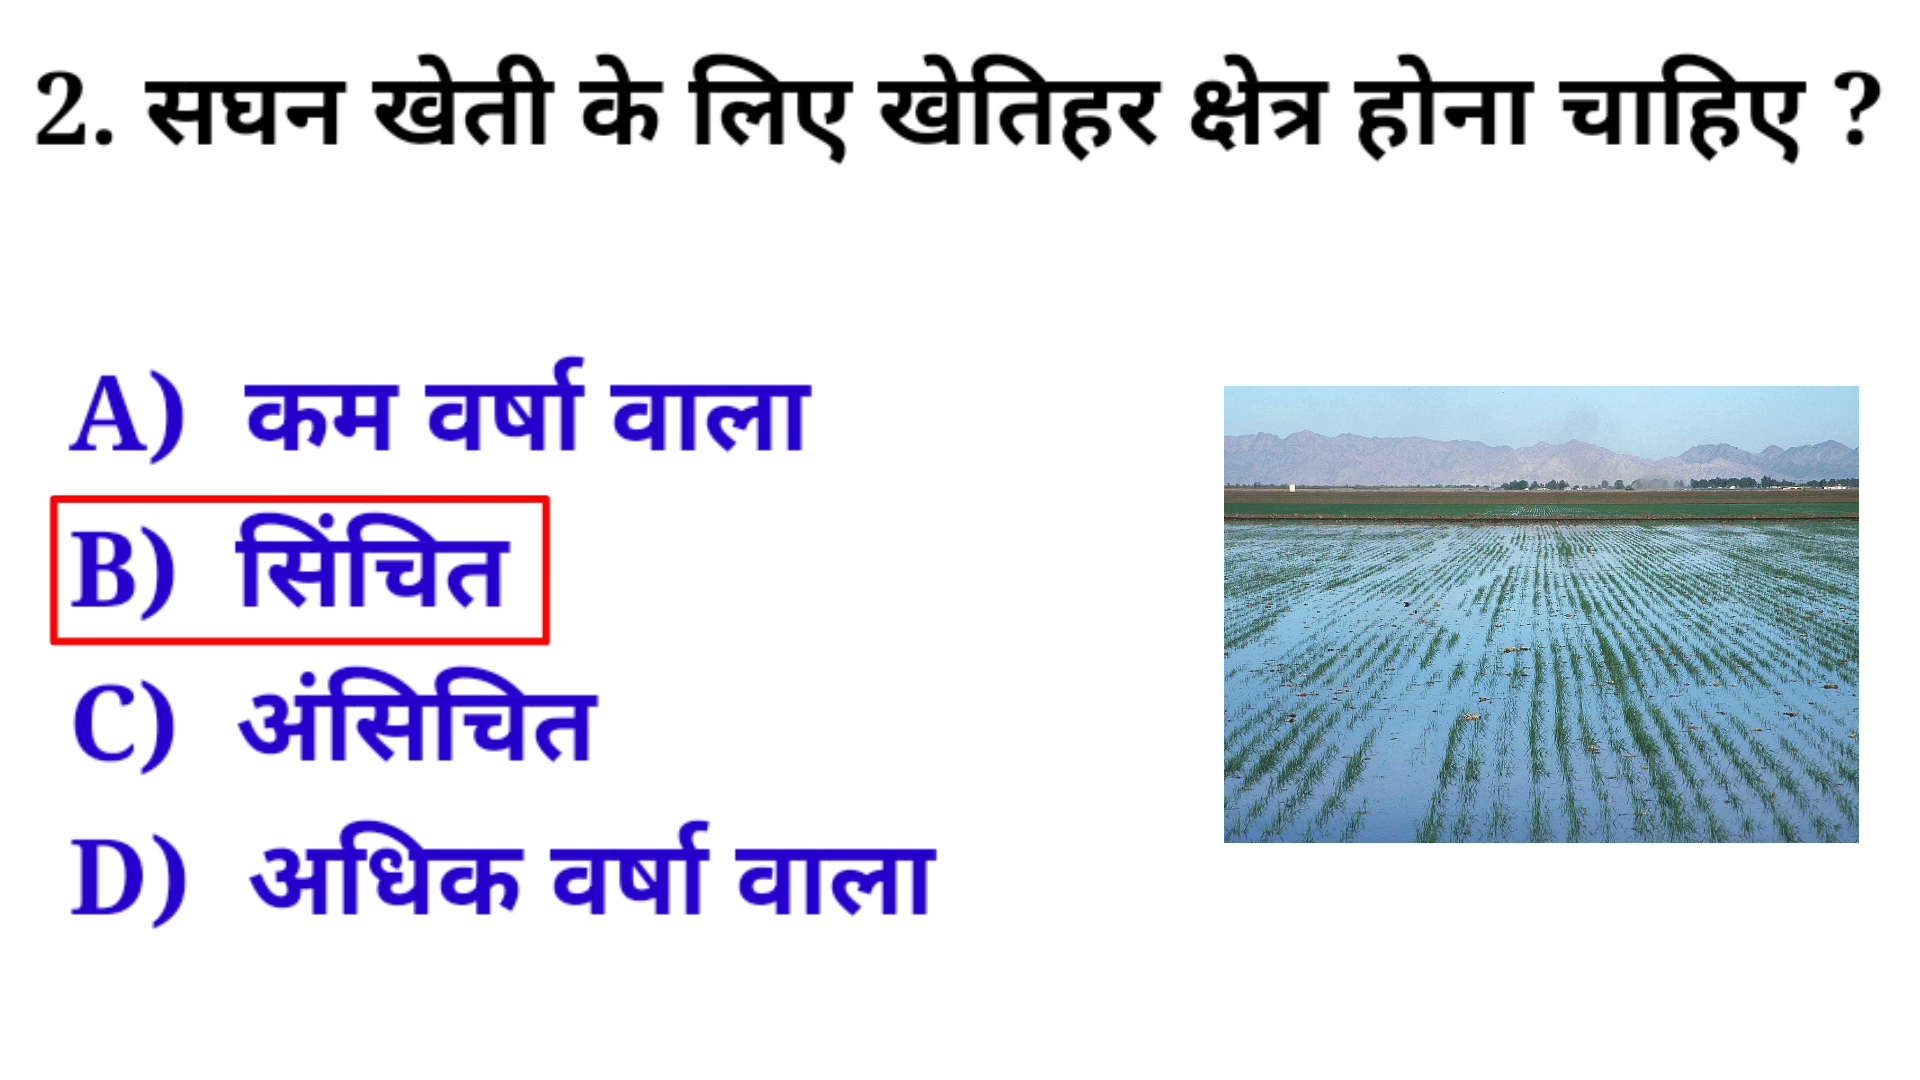 2. सघन खेती के लिए खेतिहर क्षेत्र होना चाहिए ?
A) कम वर्षा वाला
B) सिंचित
C) अंसिचित
D) अधिक वर्षा वाला